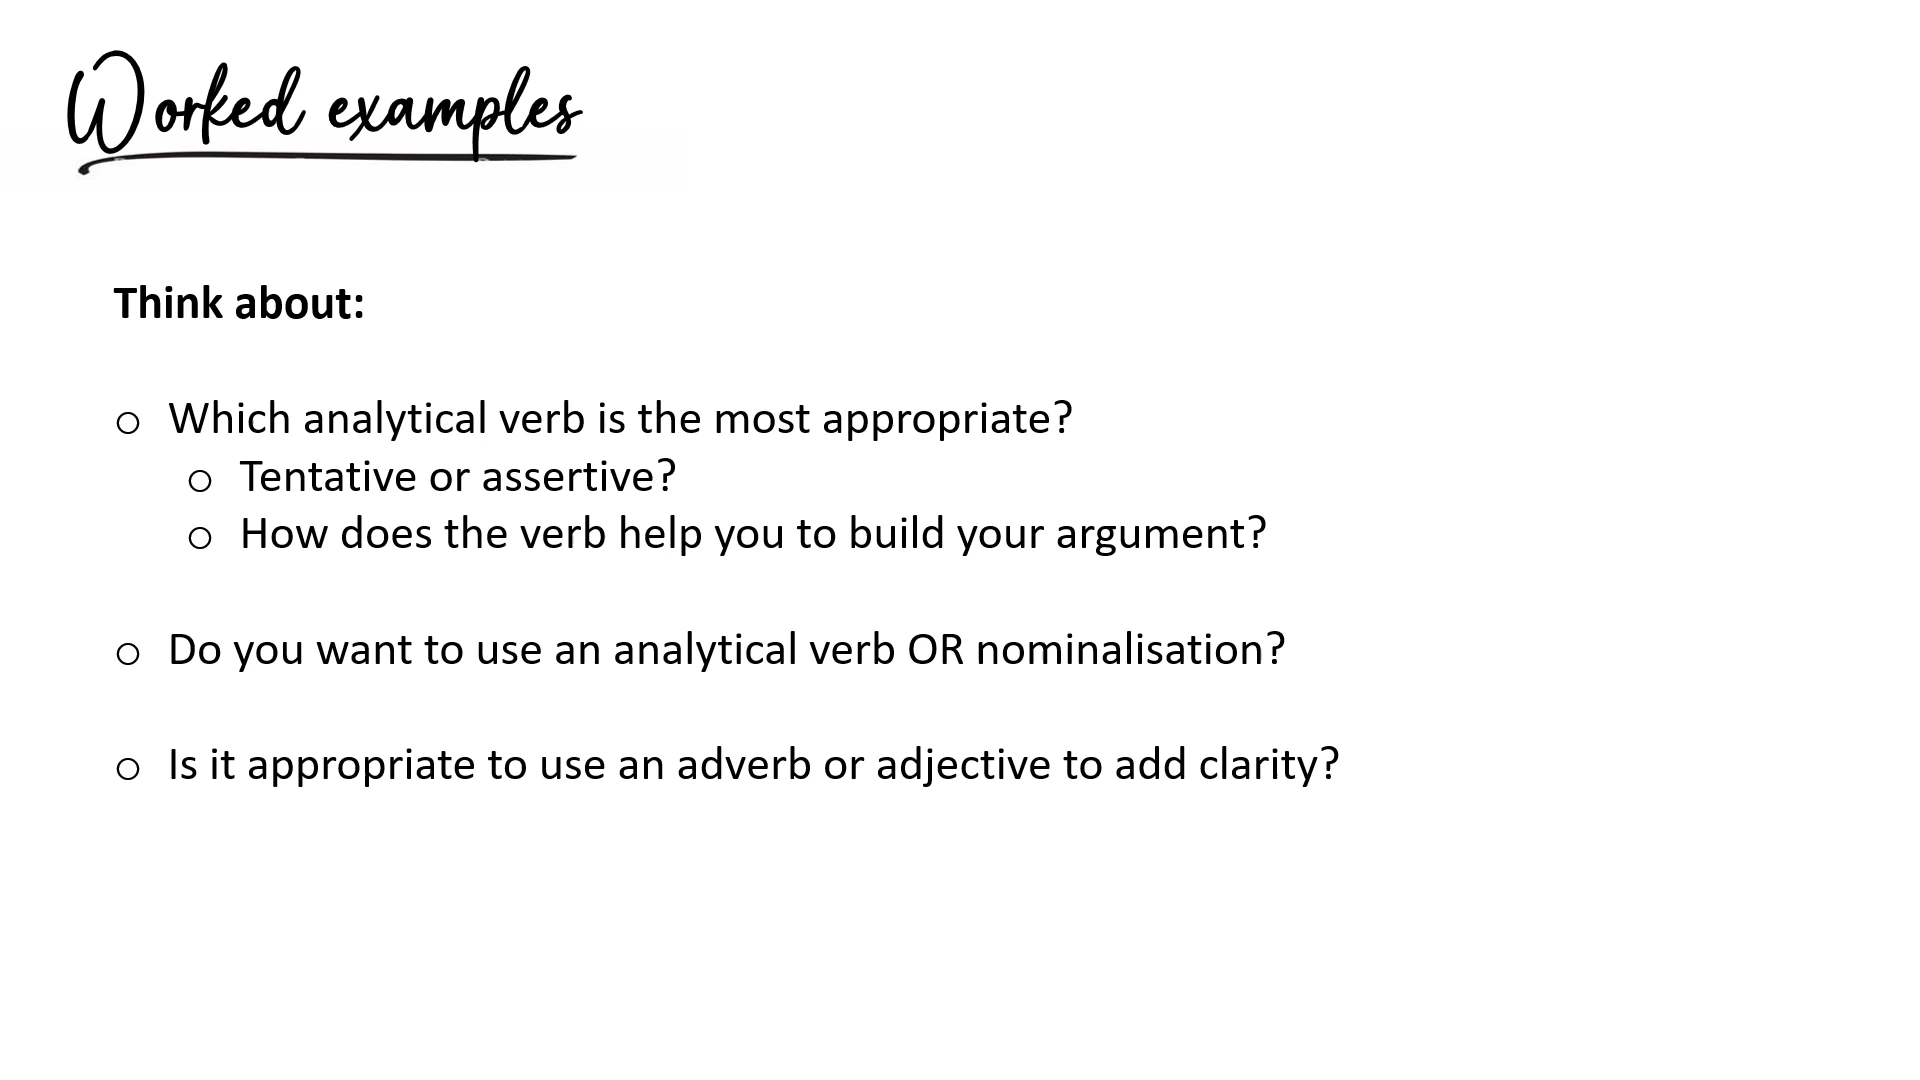 Worked examples
Think about:
o Which analytical verb is the most appropriate?
o Tentative or assertive?
o How does the verb help you to build your argument?
o Do you want to use an analytical verb OR nominalisation?
o Is it appropriate to use an adverb or adjective to add clarity?